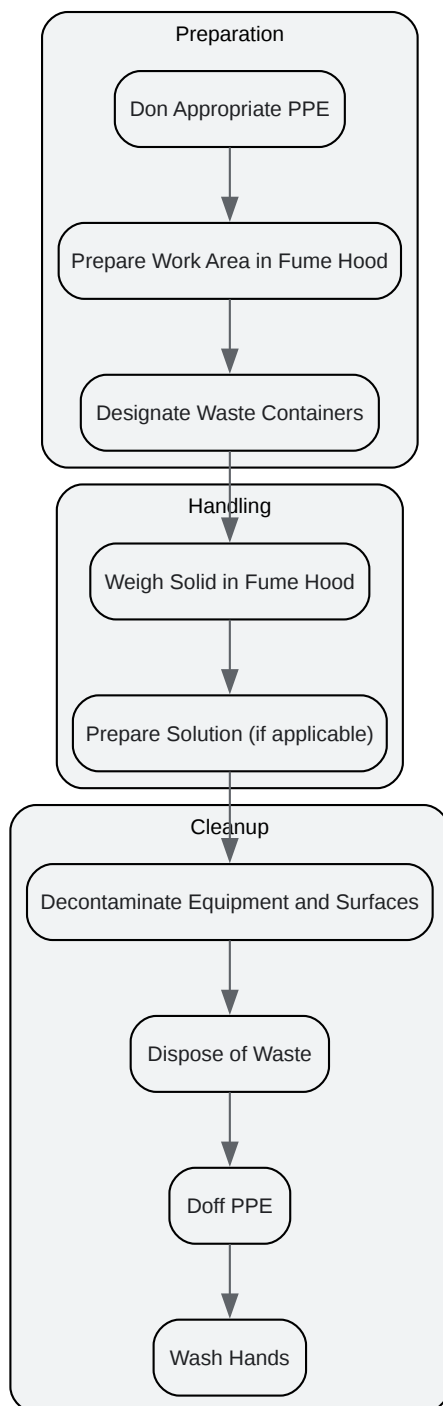 Preparation
Don Appropriate PPE
Prepare Work Area in Fume Hood
Designate Waste Containers
Handling
Weigh Solid in Fume Hood
Prepare Solution (if applicable)
Cleanup
Decontaminate Equipment and Surfaces
Dispose of Waste
Doff PPE
Wash Hands